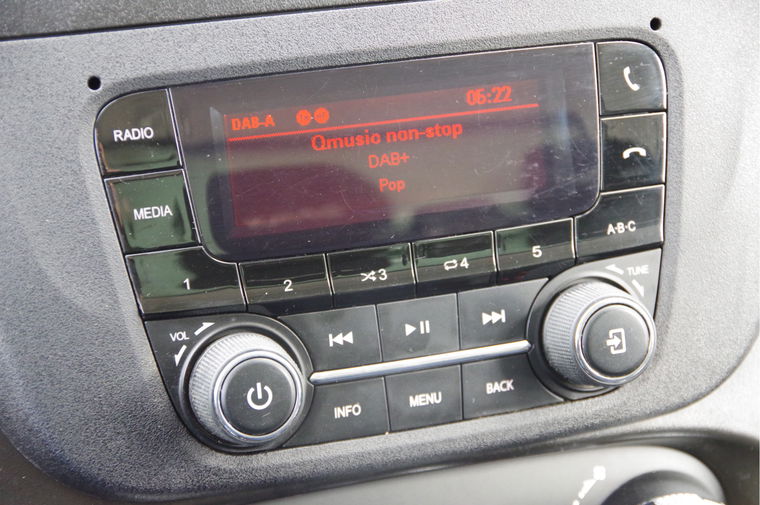 RADIO
MEDIA
DAB-A
05:22
Qmusic non-stop
DAB+
Pop
A·B·C
1
2
3
4
5
VOL
TUNE
INFO
MENU
BACK